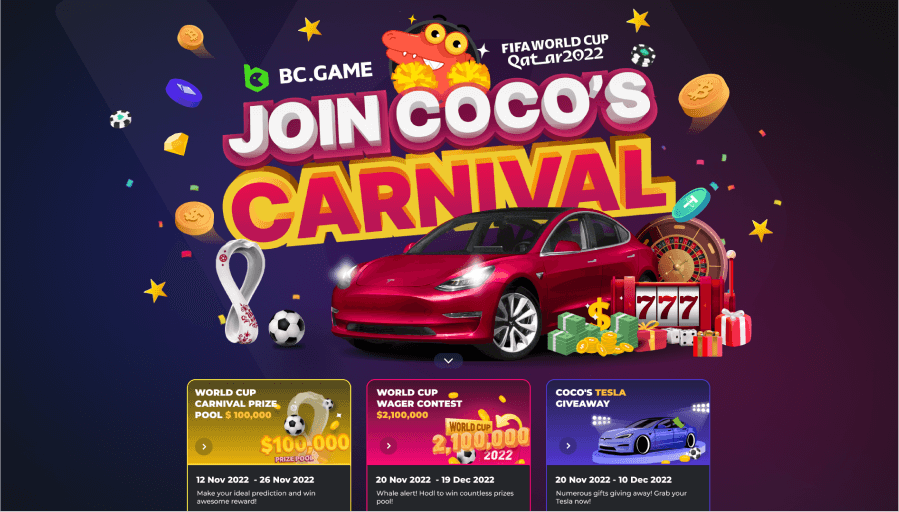 BC.GAME
FIFA WORLD CUP
Qatar2022
JOIN COCO'S
CARNIVAL
777
$
WORLD CUP
CARNIVAL PRIZE
POOL $ 100,000
$100,000
PRIZE POOL
12 Nov 2022 - 26 Nov 2022
Make your ideal prediction and win
awesome reward!
WORLD CUP
WAGER CONTEST
$2,100,000
WORLD CUP
2,100,000
2022
20 Nov 2022 - 19 Dec 2022
Whale alert! Hodl to win countless prizes
pool!
COCO'S TESLA
GIVEAWAY
20 Nov 2022 - 10 Dec 2022
Numerous gifts giving away! Grab your
Tesla now!